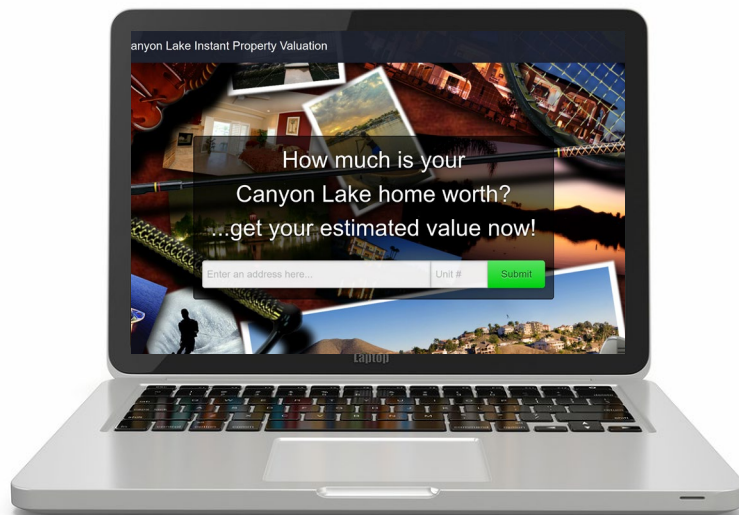 anyon Lake Instant Property Valuation
How much is your
Canyon Lake home worth?
...get your estimated value now!
Enter an address here... Unit # Submit
Laptop